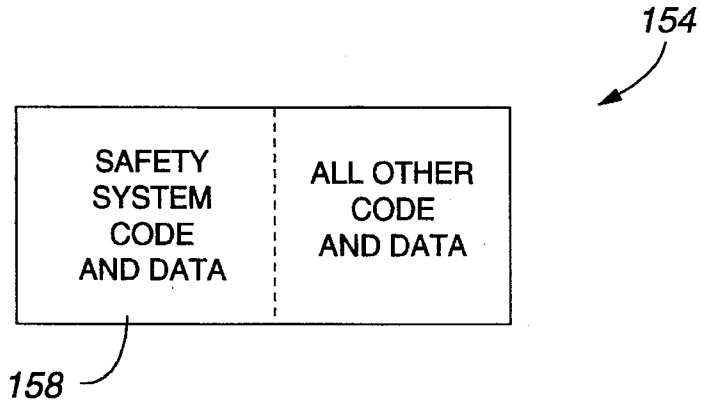 154
SAFETY
SYSTEM
CODE
AND DATA
ALL OTHER
CODE
AND DATA
158